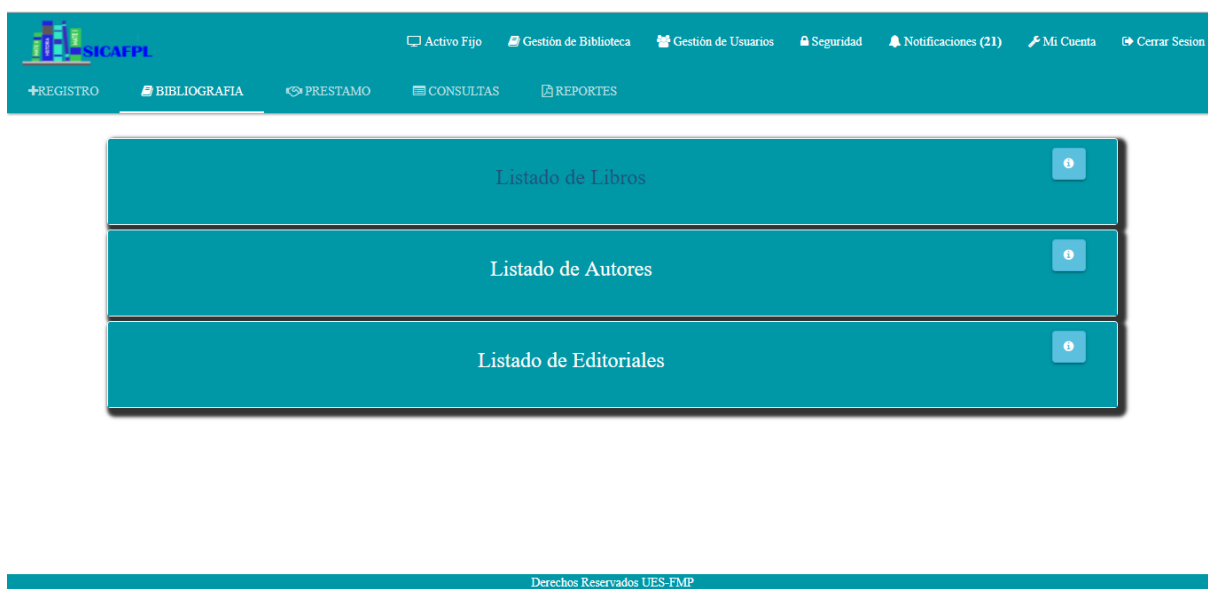 SICAFPL
Activo Fijo Gestión de Biblioteca Gestión de Usuarios Seguridad Notificaciones (21) Mi Cuenta Cerrar Sesion
REGISTRO BIBLIOGRAFIA PRESTAMO CONSULTAS REPORTES
Listado de Libros
Listado de Autores
Listado de Editoriales
Derechos Reservados UES-FMP